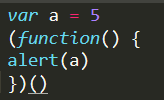 var a = 5
(function() {
alert(a)
})()